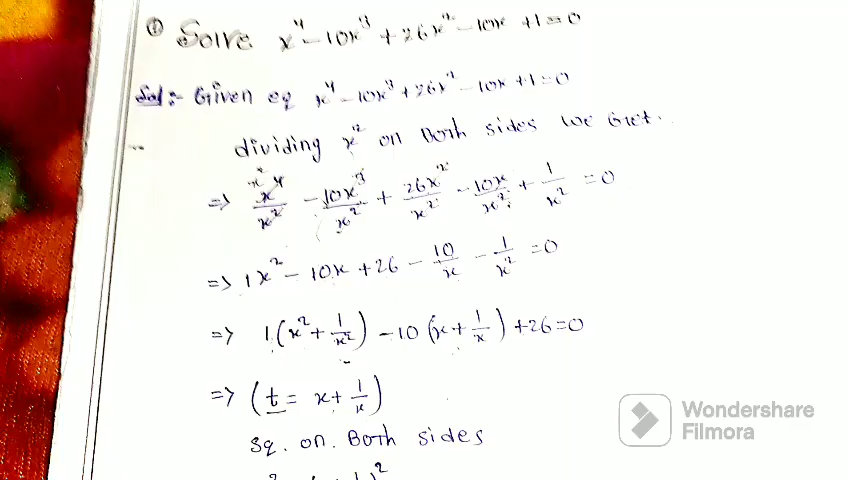 ① Solve x⁴ - 10x³ + 26x² - 10x + 1 = 0
Sol :- Given eq x⁴ - 10x³ + 26x² - 10x + 1 = 0
dividing x² on Both sides we Get.
=> x⁴/x² - 10x³/x² + 26x²/x² - 10x/x² + 1/x² = 0
=> 1x² - 10x + 26 - 10/x - 1/x² = 0
=> 1(x² + 1/x²) - 10(x + 1/x) + 26 = 0
=> (t = x + 1/x)
Sq. on. Both sides
Wondershare
Filmora